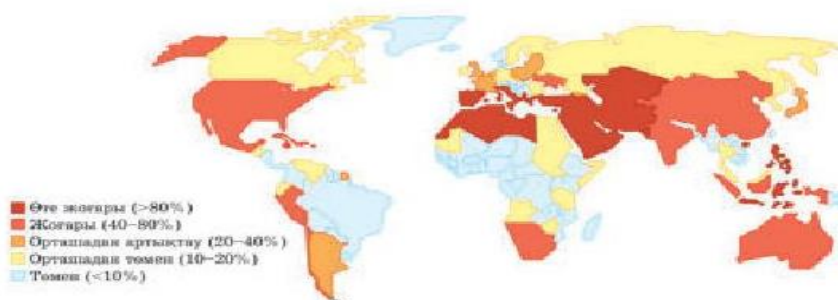 Өте жоғары (>80%)
Жоғары (40–80%)
Орташадан артықтау (20–40%)
Орташадан төмен (10–20%)
Төмен (<10%)